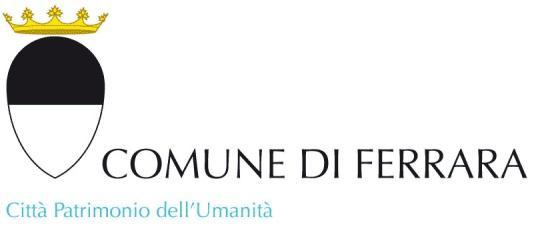 COMUNE DI FERRARA
Città Patrimonio dell'Umanità